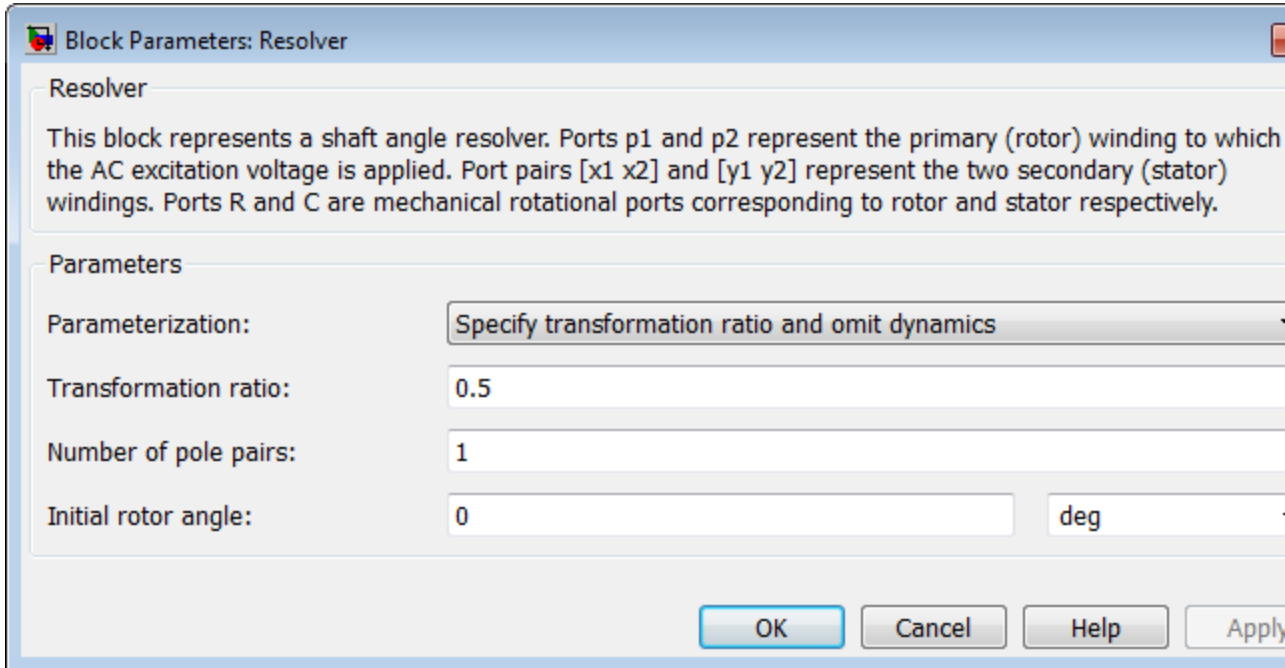 Block Parameters: Resolver
Resolver
This block represents a shaft angle resolver. Ports p1 and p2 represent the primary (rotor) winding to which
the AC excitation voltage is applied. Port pairs [x1 x2] and [y1 y2] represent the two secondary (stator)
windings. Ports R and C are mechanical rotational ports corresponding to rotor and stator respectively.
Parameters
Parameterization: Specify transformation ratio and omit dynamics
Transformation ratio: 0.5
Number of pole pairs: 1
Initial rotor angle: 0 deg
OK Cancel Help Apply